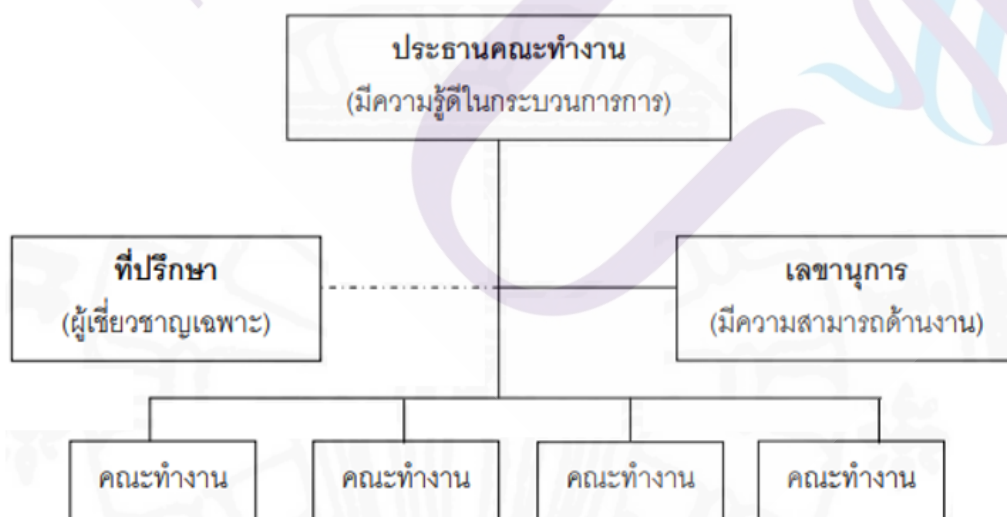 ประธานคณะทำงาน
(มีความรู้ดีในกระบวนการการ)
ที่ปรึกษา
(ผู้เชี่ยวชาญเฉพาะ)
เลขานุการ
(มีความสามารถด้านงาน)
คณะทำงาน
คณะทำงาน
คณะทำงาน
คณะทำงาน